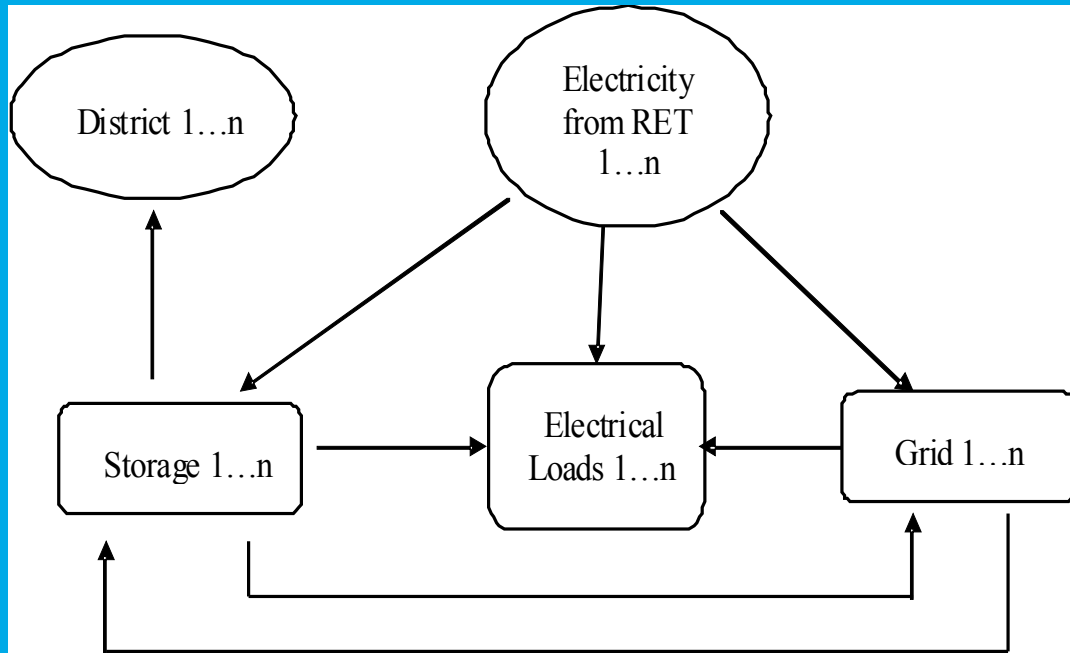 District 1…n
Electricity
from RET
1…n
Storage 1…n
Electrical
Loads 1…n
Grid 1…n